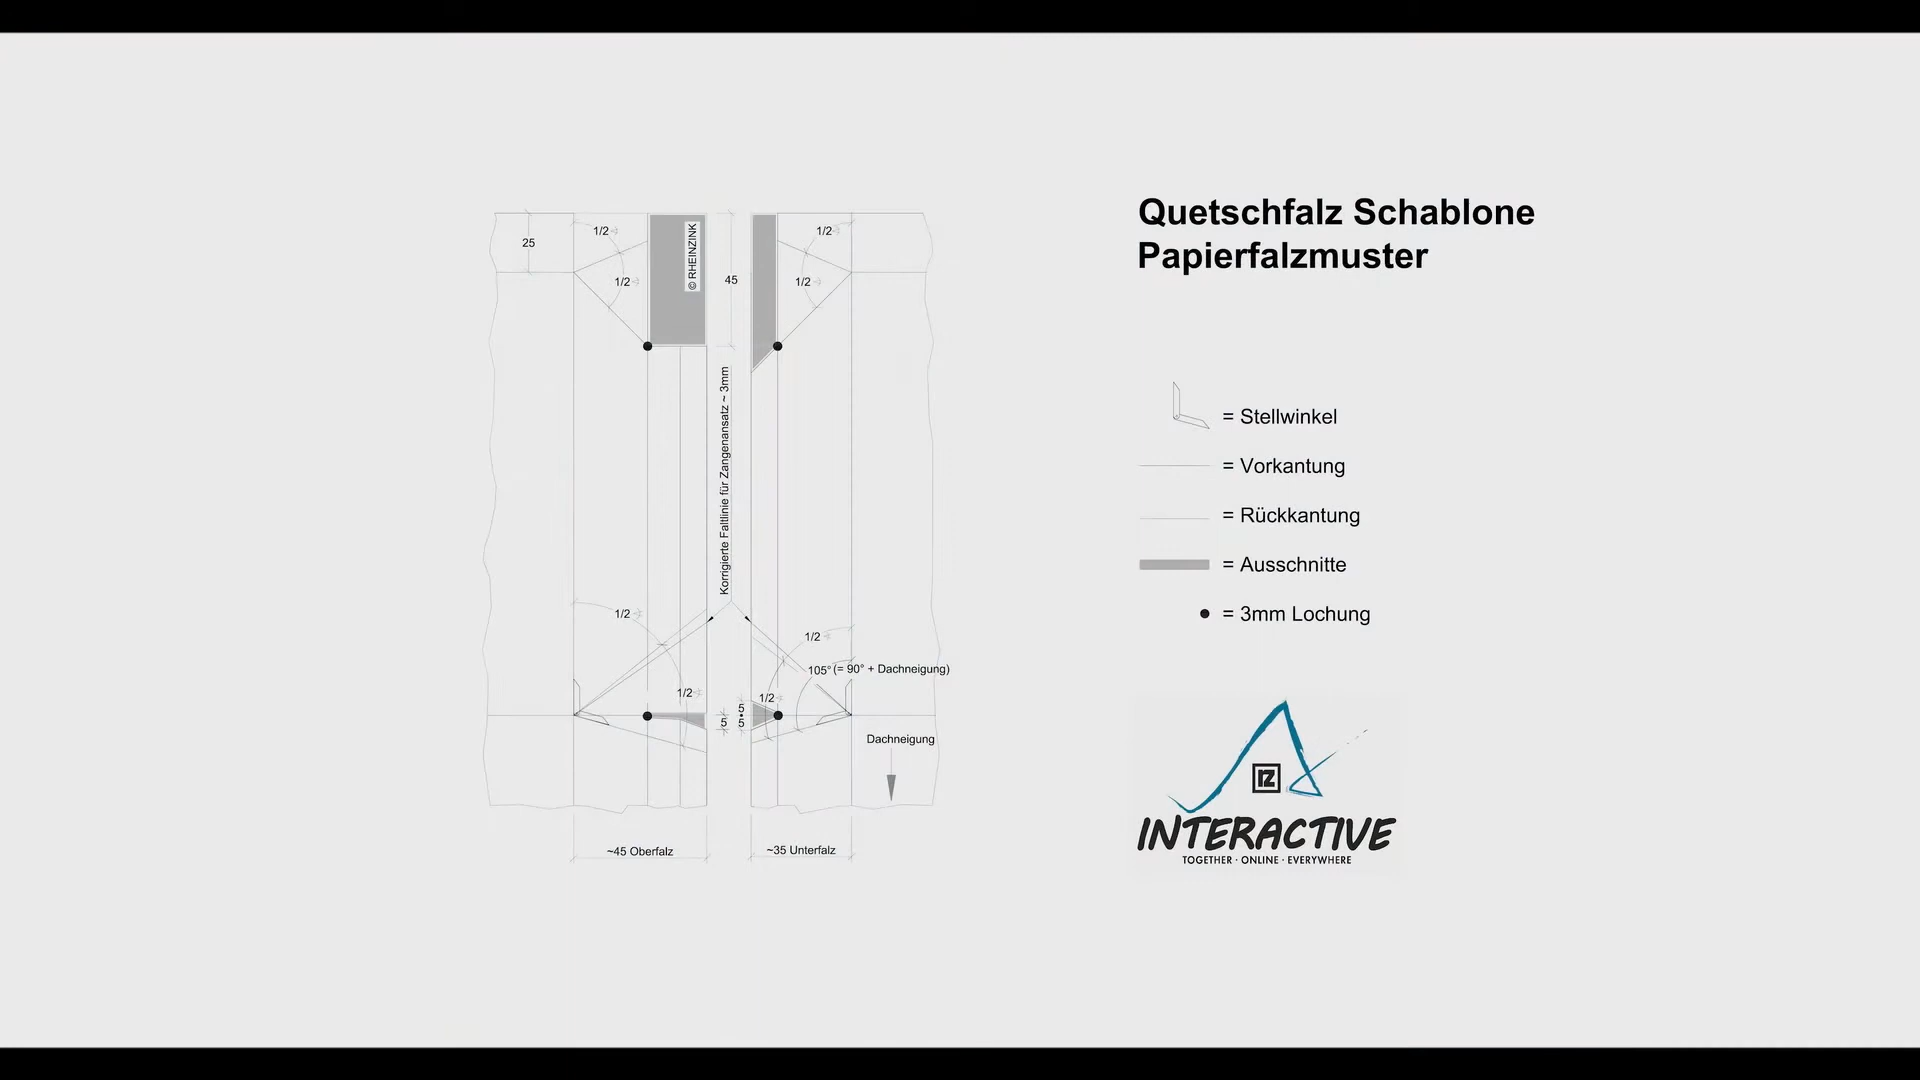 Quetschfalz Schablone
Papierfalzmuster
25
1/2
1/2
© RHEINZINK
45
1/2
1/2
Korrigierte Faltlinie für Zangenansatz ~ 3mm
1/2
1/2
105° (= 90° + Dachneigung)
1/2
1/2
5
5
5
Dachneigung
~45 Oberfalz
~35 Unterfalz
= Stellwinkel
= Vorkantung
= Rückkantung
= Ausschnitte
= 3mm Lochung
rz
INTERACTIVE
TOGETHER · ONLINE · EVERYWHERE